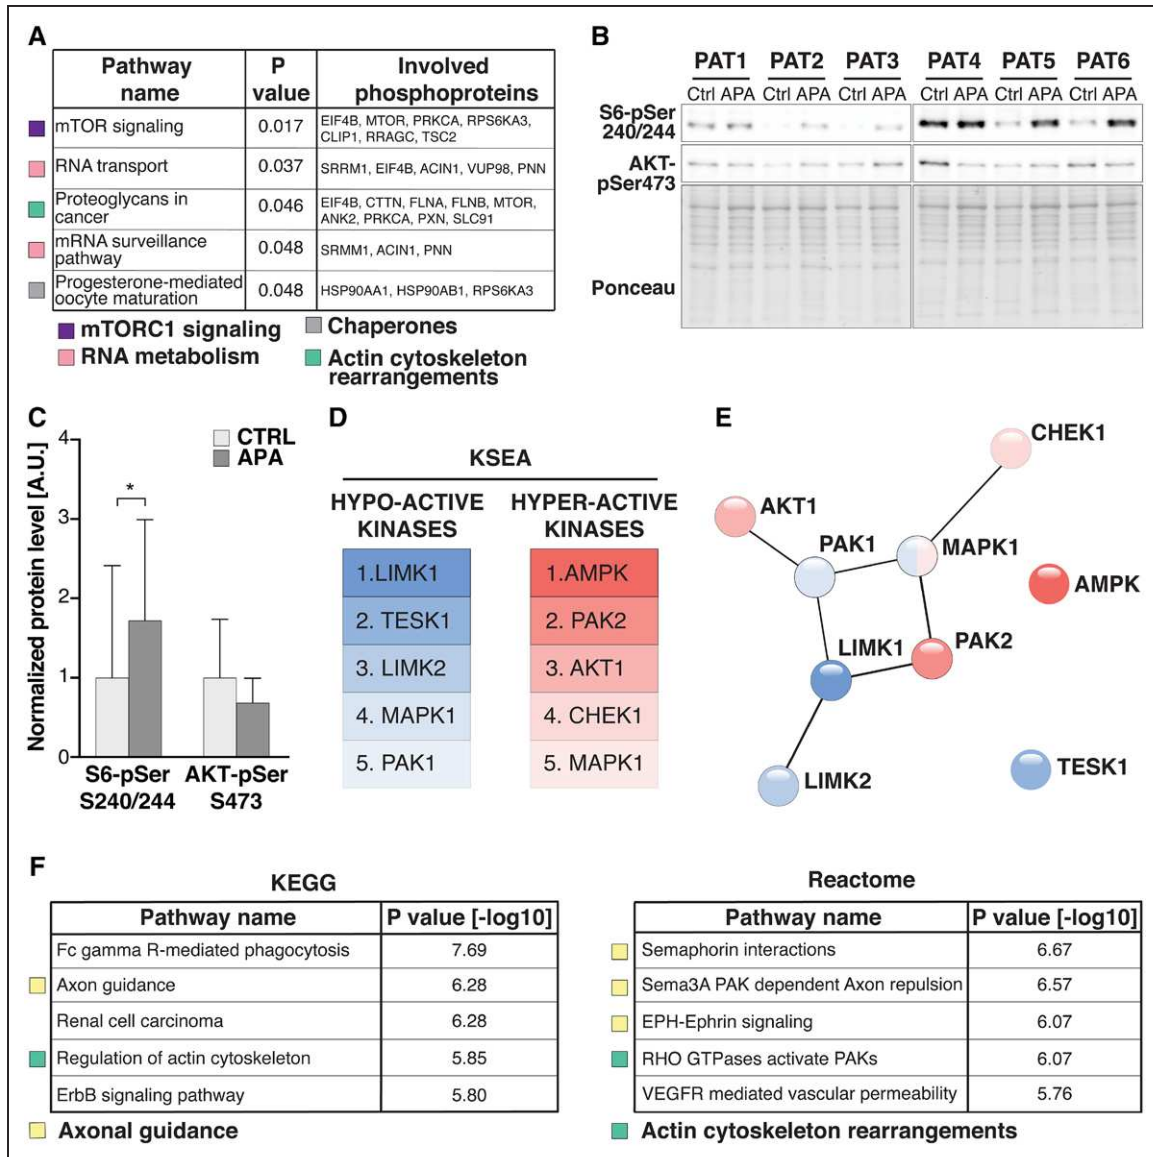 A
Pathway name
P value
Involved phosphoproteins
mTOR signaling
0.017
EIF4B, MTOR, PRKCA, RPS6KA3,
CLIP1, RRAGC, TSC2
RNA transport
0.037
SRRM1, EIF4B, ACIN1, VUP98, PNN
Proteoglycans in
cancer
0.046
EIF4B, CTTN, FLNA, FLNB, MTOR,
ANK2, PRKCA, PXN, SLC91
mRNA surveillance
pathway
0.048
SRMM1, ACIN1, PNN
Progesterone-mediated
oocyte maturation
0.048
HSP90AA1, HSP90AB1, RPS6KA3
mTORC1 signaling
Chaperones
RNA metabolism
Actin cytoskeleton
rearrangements
B
PAT1 PAT2 PAT3 PAT4 PAT5 PAT6
Ctrl APA Ctrl APA Ctrl APA Ctrl APA Ctrl APA Ctrl APA
S6-pSer
240/244
AKT-
pSer473
Ponceau
C
Normalized protein level [A.U.]
4
3
2
1
0
CTRL
APA
*
S6-pSer
S240/244
AKT-pSer
S473
D
KSEA
HYPO-ACTIVE
KINASES
1.LIMK1
2. TESK1
3. LIMK2
4. MAPK1
5. PAK1
HYPER-ACTIVE
KINASES
1.AMPK
2. PAK2
3. AKT1
4. CHEK1
5. MAPK1
E
CHEK1
AKT1
PAK1
MAPK1
AMPK
LIMK1
PAK2
LIMK2
TESK1
F
KEGG
Pathway name
P value [-log10]
Fc gamma R-mediated phagocytosis
7.69
Axon guidance
6.28
Renal cell carcinoma
6.28
Regulation of actin cytoskeleton
5.85
ErbB signaling pathway
5.80
Axonal guidance
Reactome
Pathway name
P value [-log10]
Semaphorin interactions
6.67
Sema3A PAK dependent Axon repulsion
6.57
EPH-Ephrin signaling
6.07
RHO GTPases activate PAKs
6.07
VEGFR mediated vascular permeability
5.76
Actin cytoskeleton rearrangements